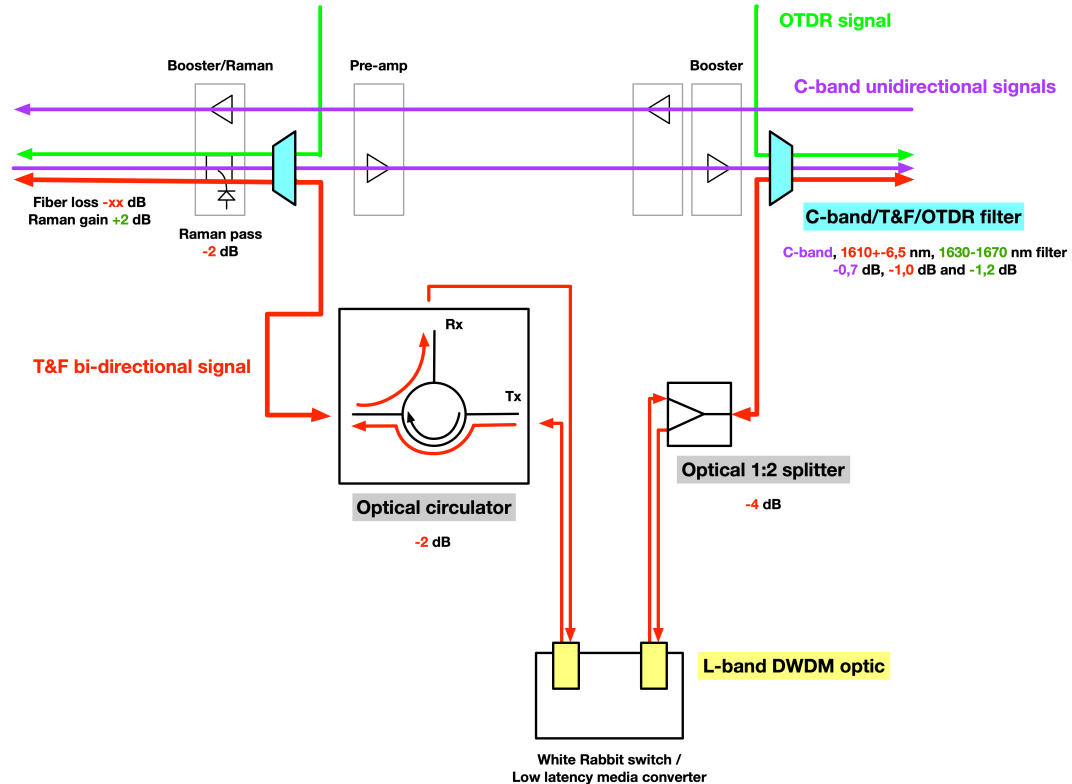 OTDR signal
Booster/Raman
Pre-amp
Booster
C-band unidirectional signals
Fiber loss -xx dB
Raman gain +2 dB
Raman pass
-2 dB
C-band/T&F/OTDR filter
C-band, 1610+-6,5 nm, 1630-1670 nm filter
-0,7 dB, -1,0 dB and -1,2 dB
T&F bi-directional signal
Rx
Tx
Optical circulator
-2 dB
Optical 1:2 splitter
-4 dB
L-band DWDM optic
White Rabbit switch /
Low latency media converter